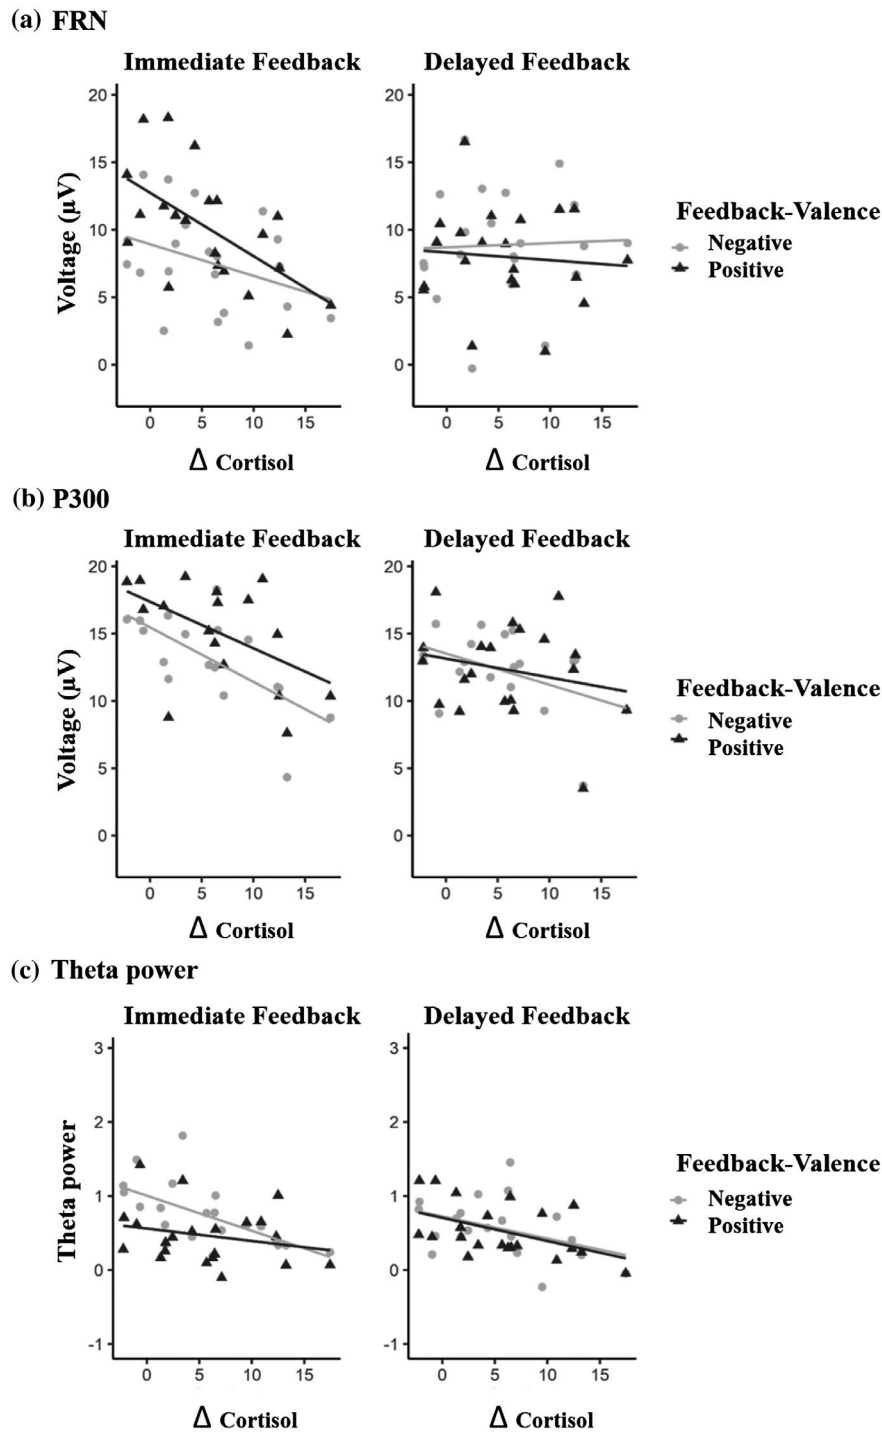 (a) FRN
Immediate Feedback
Delayed Feedback
Voltage (µV)
20
15
10
5
0
0 5 10 15
Δ Cortisol
20
15
10
5
0
0 5 10 15
Δ Cortisol
Feedback-Valence
Negative
Positive
(b) P300
Immediate Feedback
Delayed Feedback
Voltage (µV)
20
15
10
5
0
0 5 10 15
Δ Cortisol
20
15
10
5
0
0 5 10 15
Δ Cortisol
Feedback-Valence
Negative
Positive
(c) Theta power
Immediate Feedback
Delayed Feedback
Theta power
3
2
1
0
-1
0 5 10 15
Δ Cortisol
3
2
1
0
-1
0 5 10 15
Δ Cortisol
Feedback-Valence
Negative
Positive